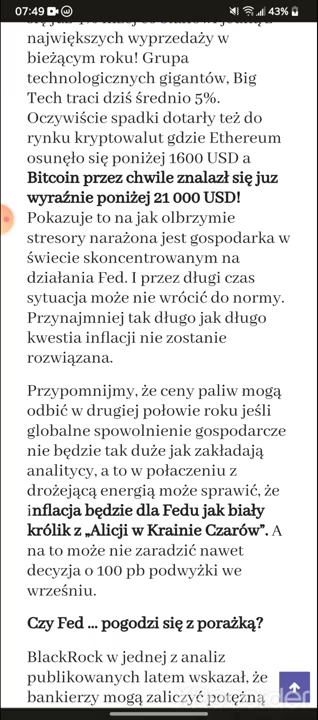 07:49 43%
największych wyprzedaży w
bieżącym roku! Grupa
technologicznych gigantów, Big
Tech traci dziś średnio 5%.
Oczywiście spadki dotarły też do
rynku kryptowalut gdzie Ethereum
osunęło się poniżej 1600 USD a
Bitcoin przez chwile znalazł się juz
wyraźnie poniżej 21 000 USD!
Pokazuje to na jak olbrzymie
stresory narażona jest gospodarka w
świecie skoncentrowanym na
działania Fed. I przez długi czas
sytuacja może nie wrócić do normy.
Przynajmniej tak długo jak długo
kwestia inflacji nie zostanie
rozwiązana.
Przypomnijmy, że ceny paliw mogą
odbić w drugiej połowie roku jeśli
globalne spowolnienie gospodarcze
nie będzie tak duże jak zakładają
analitycy, a to w połaczeniu z
drożejącą energią może sprawić, że
inflacja będzie dla Fedu jak biały
królik z „Alicji w Krainie Czarów”. A
na to może nie zaradzić nawet
decyzja o 100 pb podwyżki we
wrześniu.
Czy Fed ... pogodzi się z porażką?
BlackRock w jednej z analiz
publikowanych latem wskazał, że
bankierzy mogą zaliczyć potężną